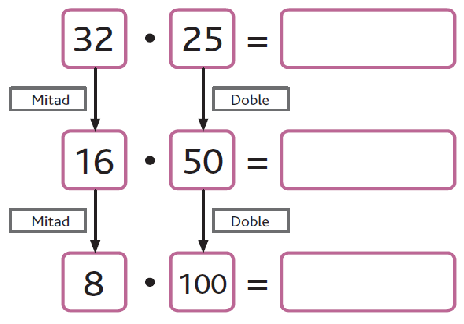 32 • 25 =
Mitad Doble
16 • 50 =
Mitad Doble
8 • 100 =